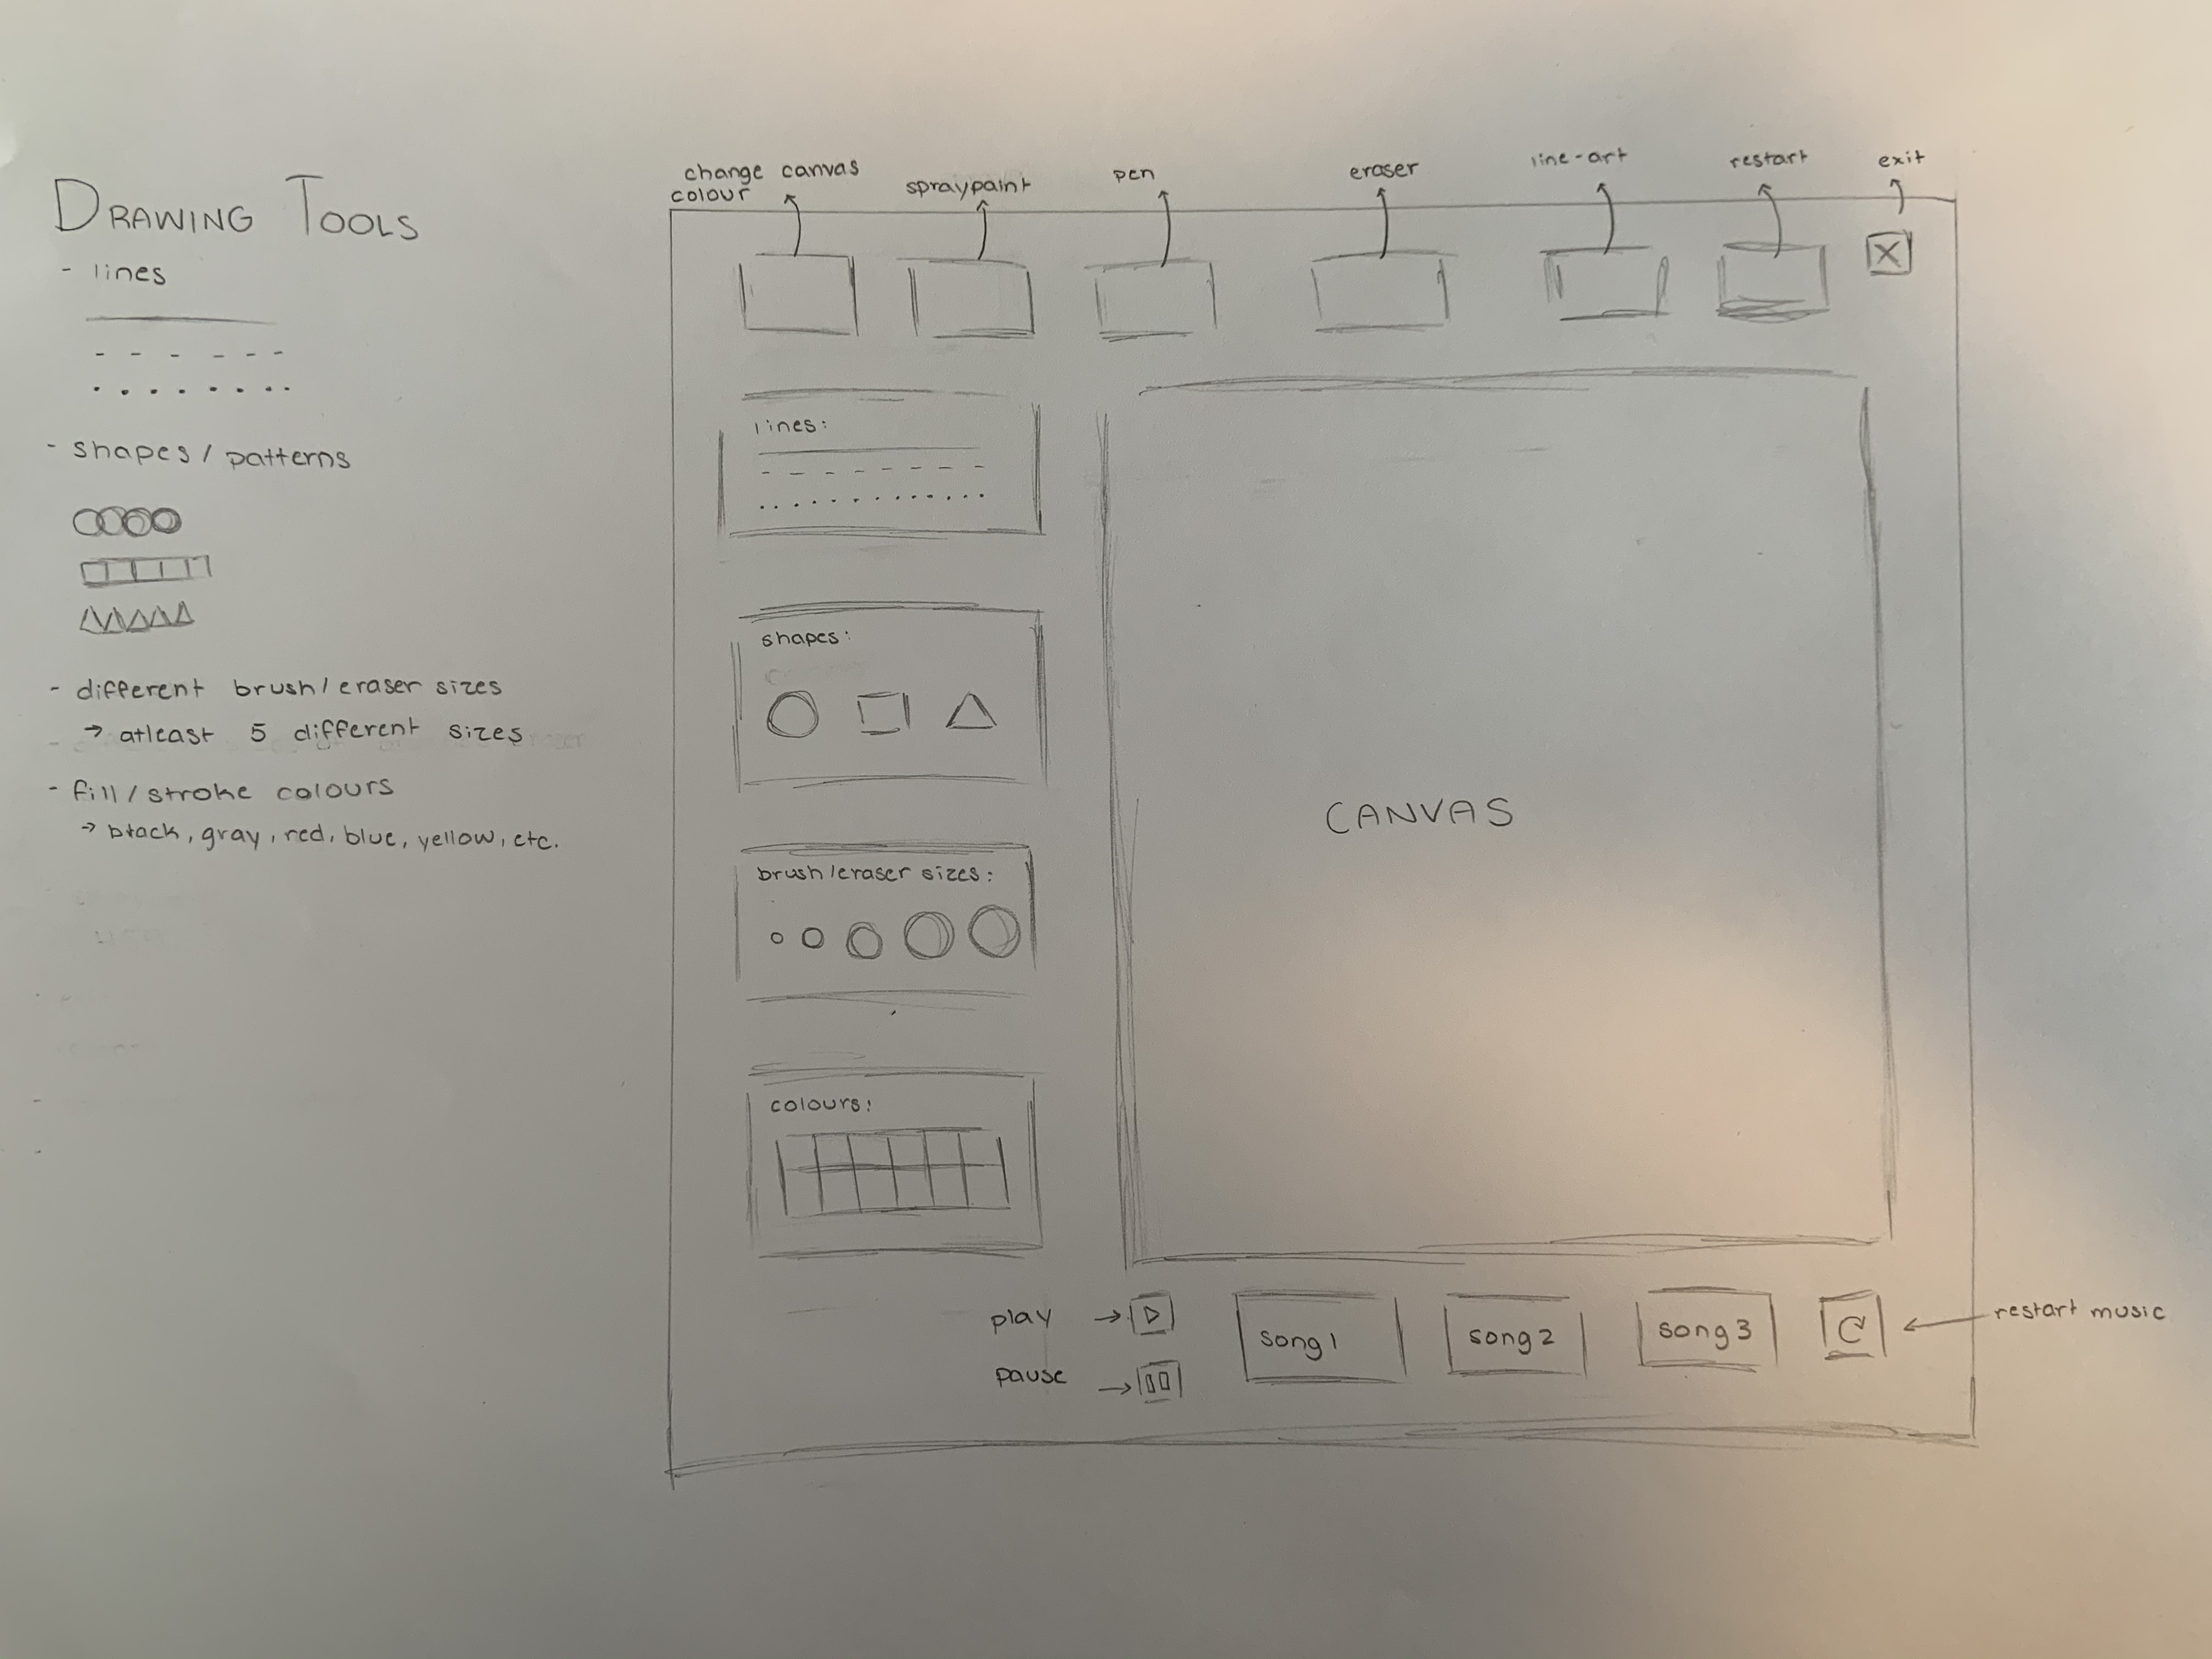 DRAWING TOOLS
- lines
- shapes / patterns
- different brush/eraser sizes
→ atleast 5 different sizes
- fill/stroke colours
→ black, gray, red, blue, yellow, etc.
change canvas
colour
spraypaint
pen
eraser
line-art
restart
exit
X
lines:
shapes:
brush/eraser sizes:
colours:
CANVAS
play →
pause →
song 1
song 2
song 3
restart music